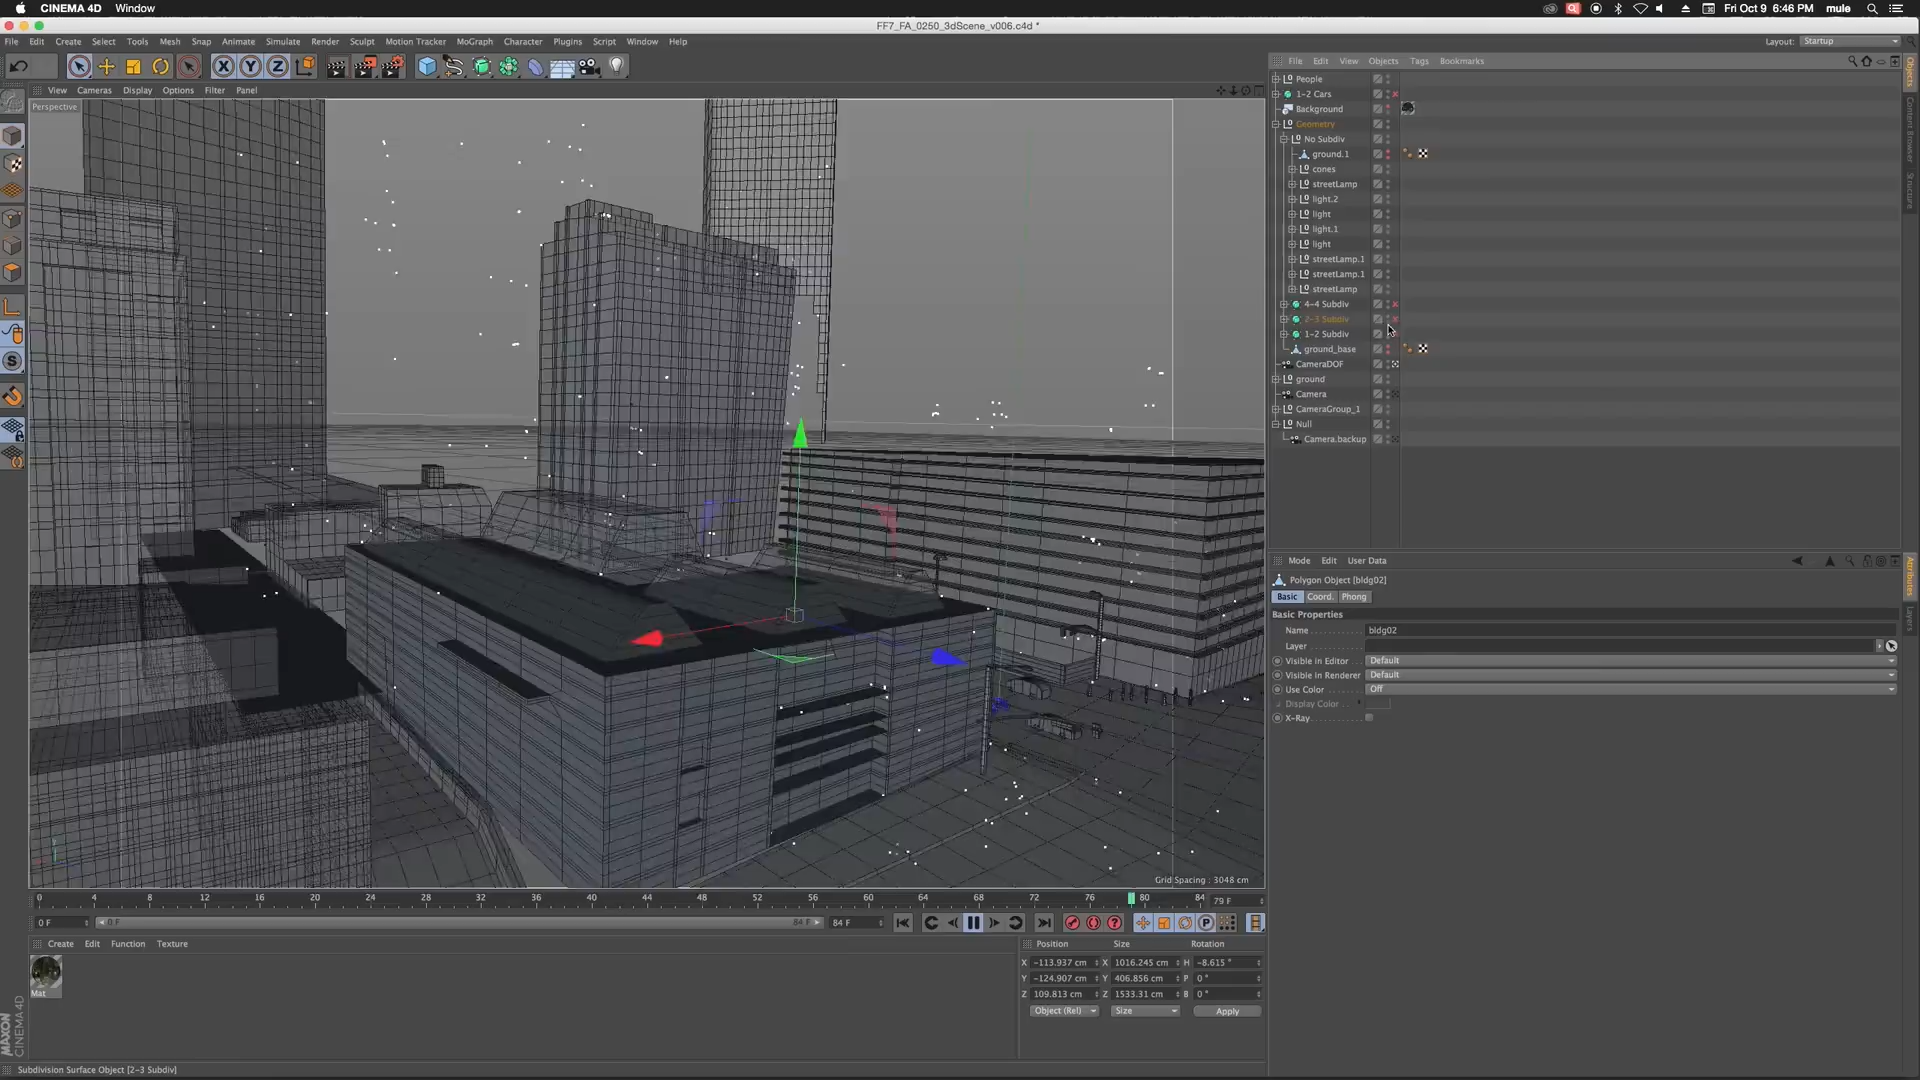 CINEMA 4D Window Fri Oct 9 6:46 PM mule
FF7_FA_0250_3dScene_v006.c4d *
File Edit Create Select Tools Mesh Snap Animate Simulate Render Sculpt Motion Tracker MoGraph Character Plugins Script Window Help Layout: Startup
X Y Z
View Cameras Display Options Filter Panel
Perspective
Grid Spacing : 3048 cm
File Edit View Objects Tags Bookmarks
People
1-2 Cars
Background
Geometry
No Subdiv
ground.1
cones
streetLamp
light.2
light
light.1
light
streetLamp.1
streetLamp.1
streetLamp
4-4 Subdiv
2-3 Subdiv
1-2 Subdiv
ground_base
CameraDOF
ground
Camera
CameraGroup_1
Null
Camera.backup
Objects
Content Browser
Structure
Mode Edit User Data
Polygon Object [bldg02]
Basic Coord. Phong
Basic Properties
Name bldg02
Layer
Visible in Editor Default
Visible in Renderer Default
Use Color Off
Display Color
X-Ray
Attributes
Layers
0 4 8 12 16 20 24 28 32 36 40 44 48 52 56 60 64 68 72 76 80 84 79 F
0 F 0 F 84 F 84 F
Create Edit Function Texture
Mat
Position Size Rotation
X -113.937 cm X 1016.245 cm H -8.615 °
Y -124.907 cm Y 406.856 cm P 0 °
Z 109.813 cm Z 1533.31 cm B 0 °
Object (Rel) Size Apply
MAXON
CINEMA 4D
Subdivision Surface Object [2-3 Subdiv]